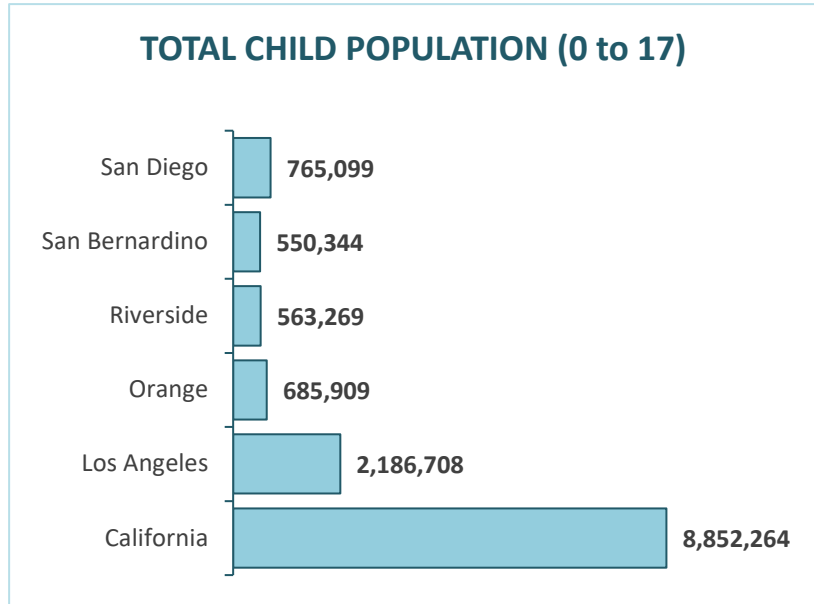 TOTAL CHILD POPULATION (0 to 17)
San Diego 765,099
San Bernardino 550,344
Riverside 563,269
Orange 685,909
Los Angeles 2,186,708
California 8,852,264